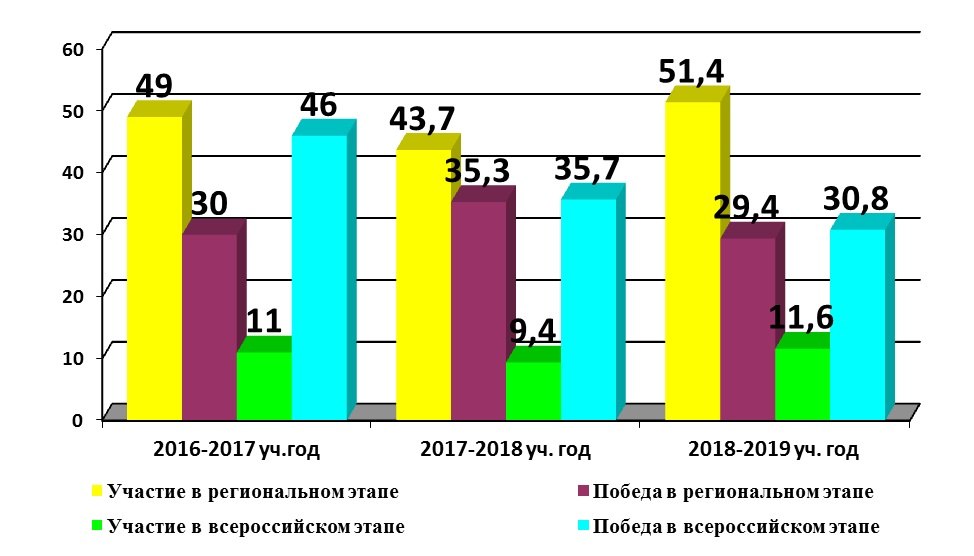 60
50
40
30
20
10
0
49
30
11
46
43,7
35,3
9,4
35,7
51,4
29,4
11,6
30,8
2016-2017 уч.год
2017-2018 уч.год
2018-2019 уч. год
Участие в региональном этапе
Победа в региональном этапе
Участие в всероссийском этапе
Победа в всероссийском этапе